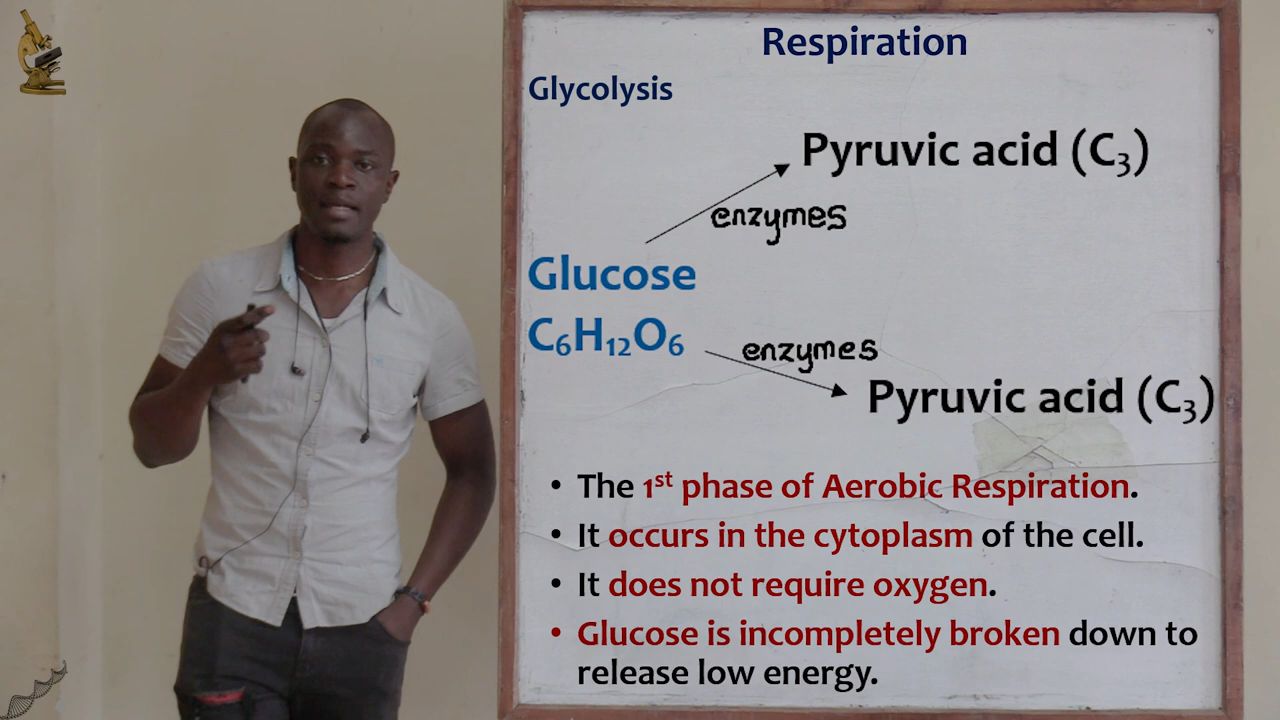 Respiration
Glycolysis
Pyruvic acid (C₃)
enzymes
Glucose
C₆H₁₂O₆
enzymes
Pyruvic acid (C₃)
• The 1ˢᵗ phase of Aerobic Respiration.
• It occurs in the cytoplasm of the cell.
• It does not require oxygen.
• Glucose is incompletely broken down to
release low energy.